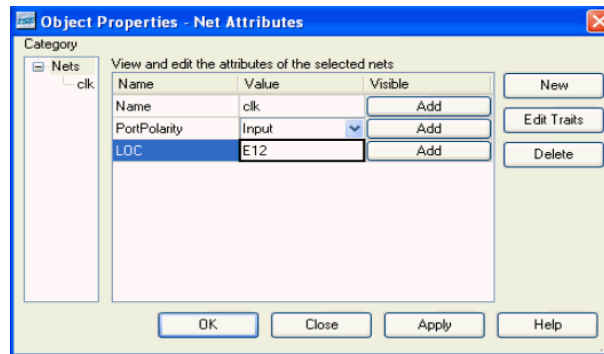 Object Properties - Net Attributes
Category
Nets
clk
View and edit the attributes of the selected nets
Name Value Visible
Name clk Add
PortPolarity Input Add
LOC E12 Add
New
Edit Traits
Delete
OK Close Apply Help